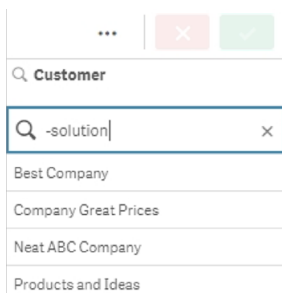 Customer
-solution
Best Company
Company Great Prices
Neat ABC Company
Products and Ideas